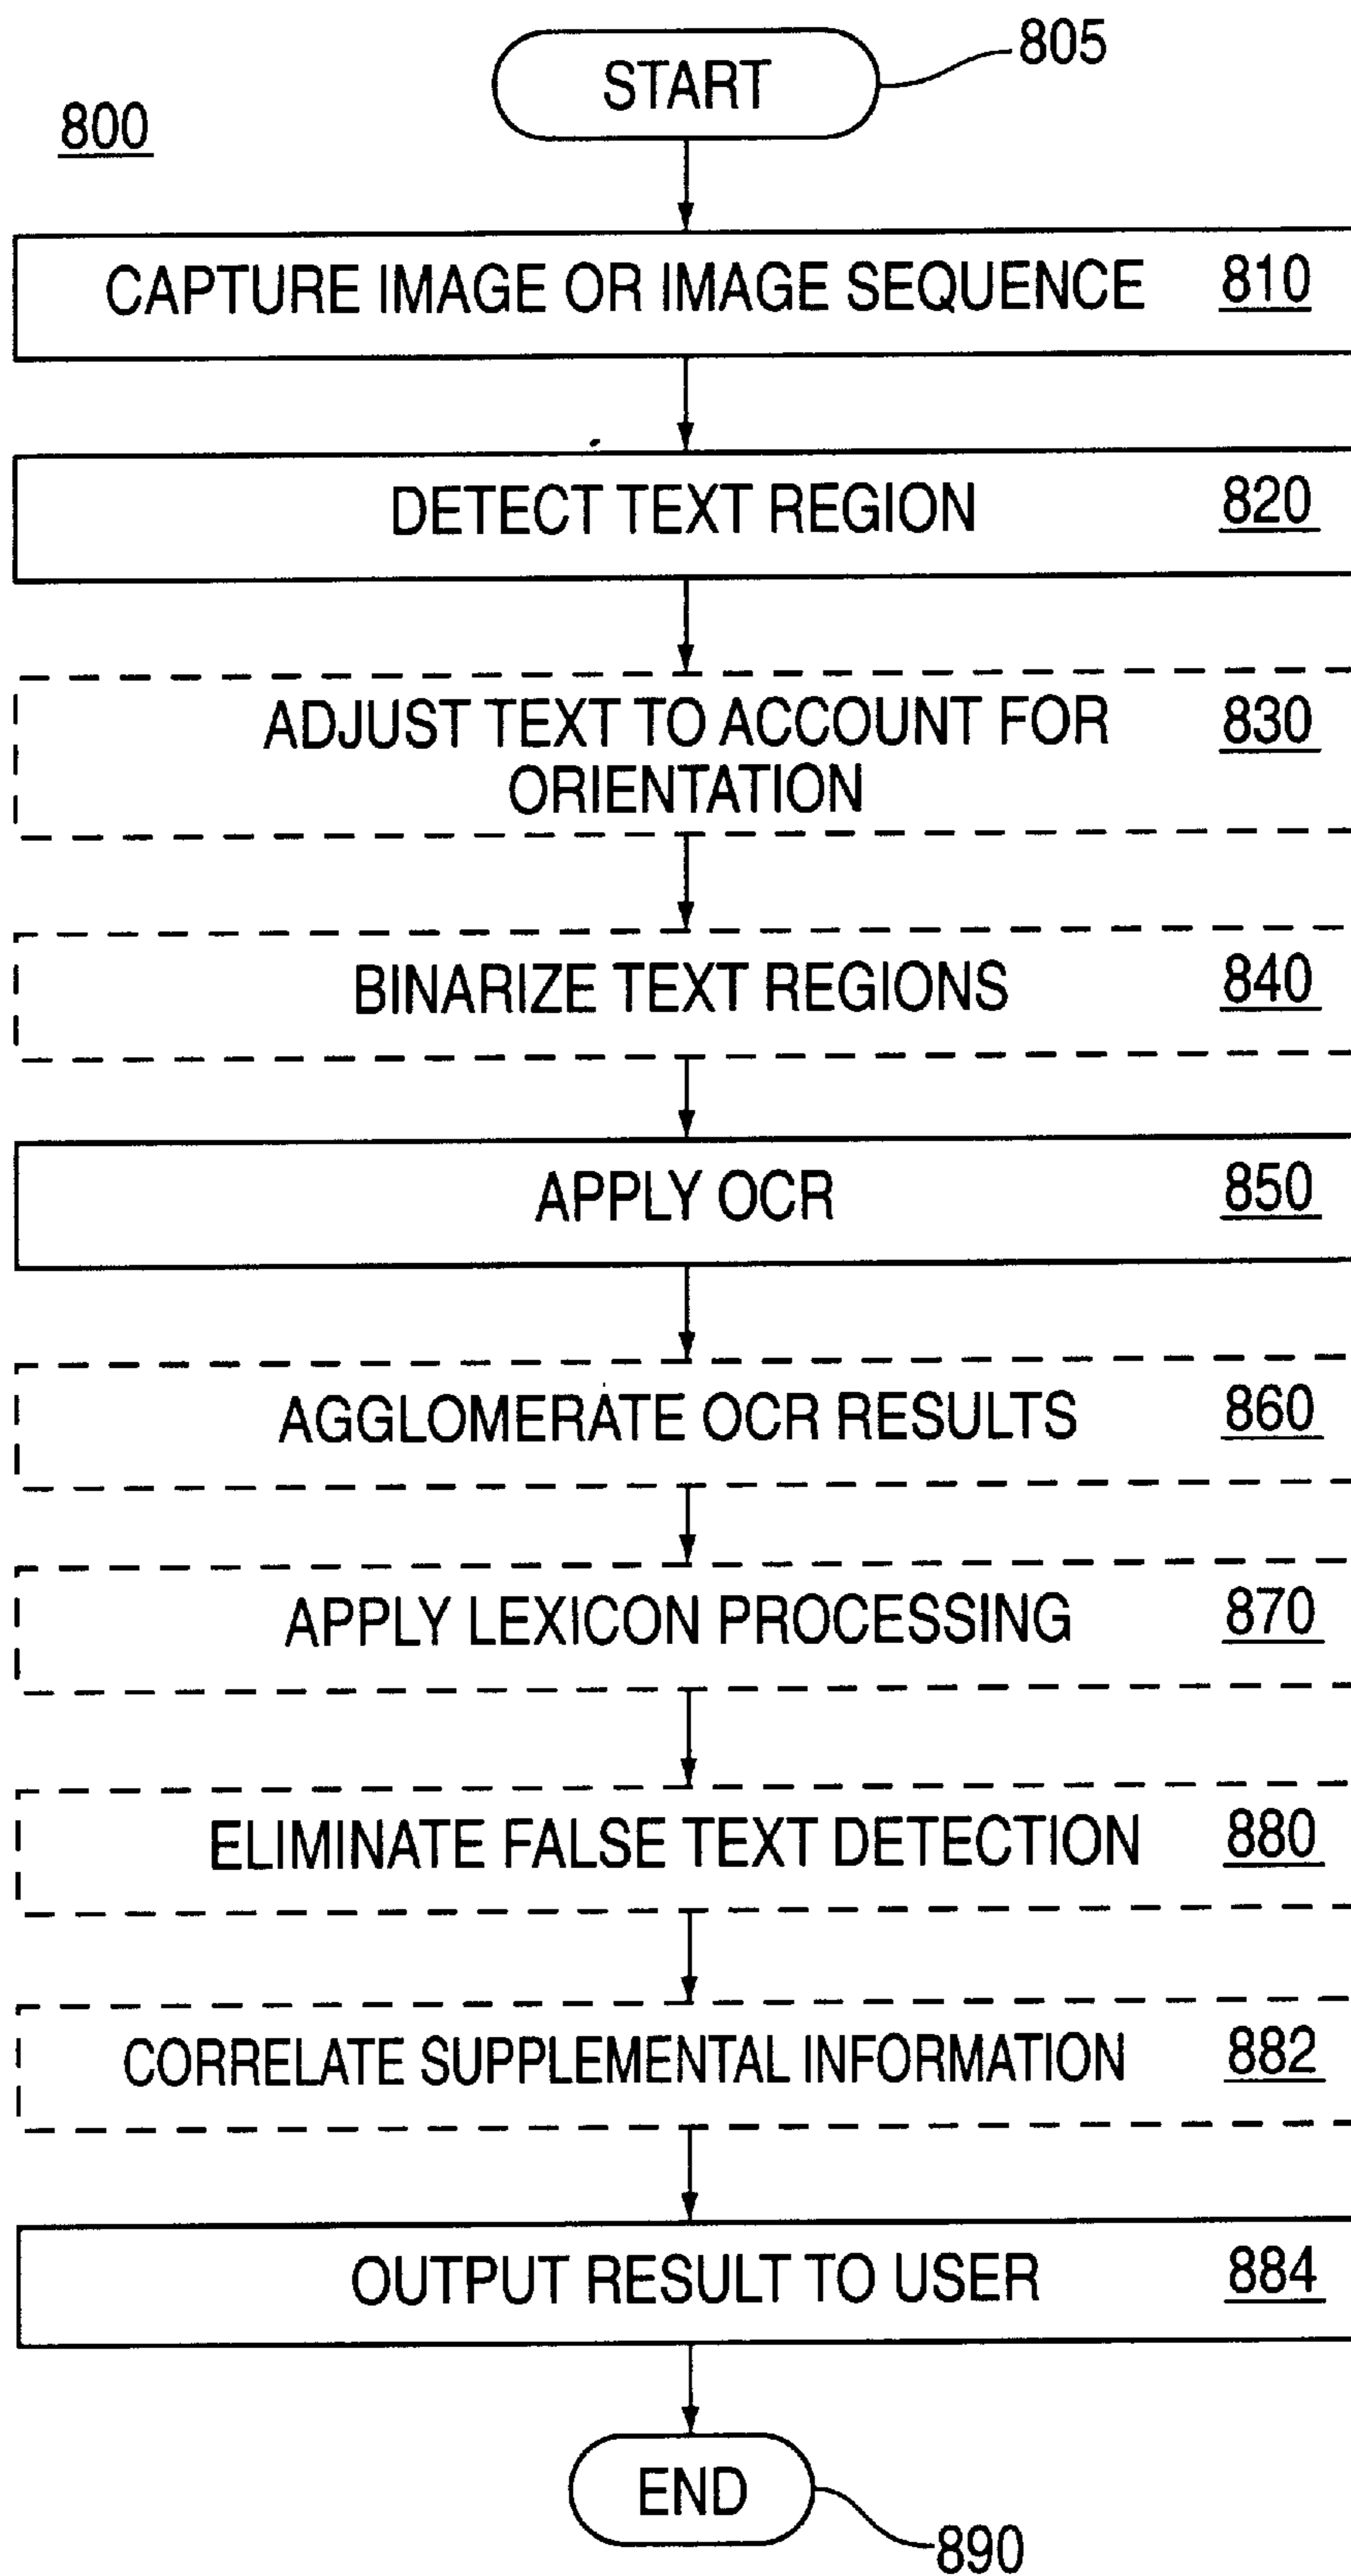 START 805
800
CAPTURE IMAGE OR IMAGE SEQUENCE 810
DETECT TEXT REGION 820
ADJUST TEXT TO ACCOUNT FOR 830
ORIENTATION
BINARIZE TEXT REGIONS 840
APPLY OCR 850
AGGLOMERATE OCR RESULTS 860
APPLY LEXICON PROCESSING 870
ELIMINATE FALSE TEXT DETECTION 880
CORRELATE SUPPLEMENTAL INFORMATION 882
OUTPUT RESULT TO USER 884
END
890